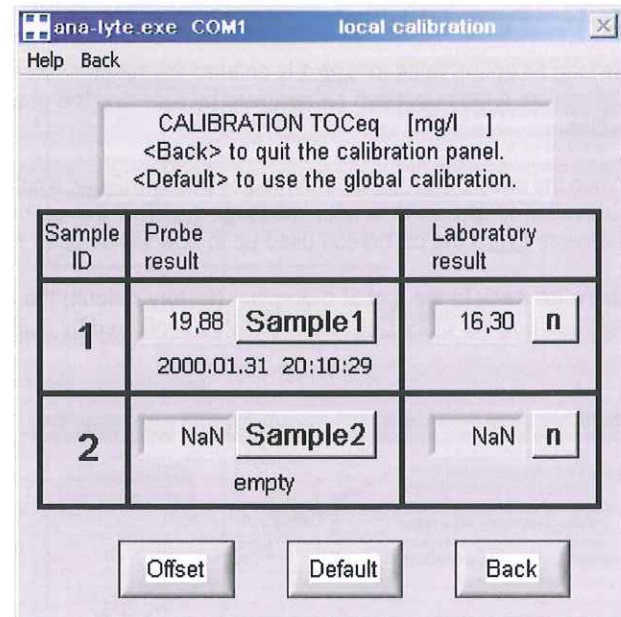 ana-lyte.exe COM1 local calibration
Help Back
CALIBRATION TOCeq [mg/l ]
<Back> to quit the calibration panel.
<Default> to use the global calibration.
Sample ID
Probe result
Laboratory result
1
19,88 Sample1
16,30 n
2000.01.31 20:10:29
2
NaN Sample2
NaN n
empty
Offset Default Back